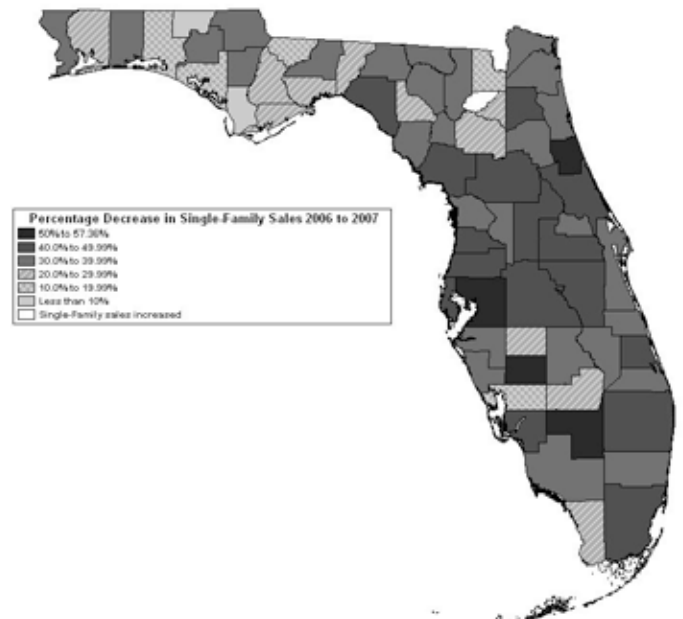 Percentage Decrease in Single-Family Sales 2006 to 2007
50% to 57.38%
40.0% to 49.99%
30.0% to 39.99%
20.0% to 29.99%
10.0% to 19.99%
Less than 10%
Single-Family sales increased